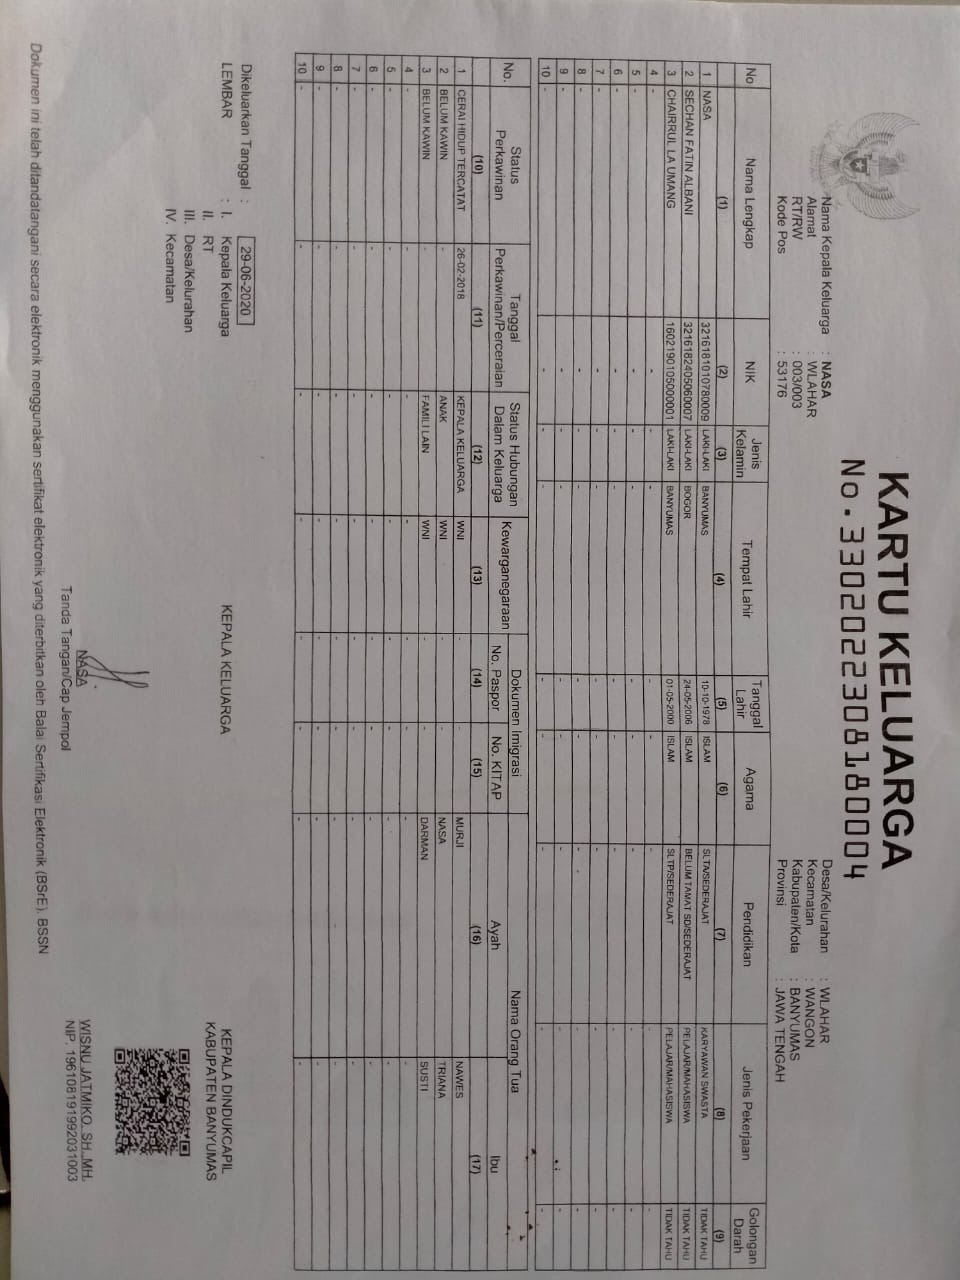 KARTU KELUARGA
No. 3302022308180004
Nama Kepala Keluarga : NASA
Alamat : WLAHAR
RT/RW : 003/003
Kode Pos : 53176
Desa/Kelurahan : WLAHAR
Kecamatan : WANGON
Kabupaten/Kota : BANYUMAS
Provinsi : JAWA TENGAH
No Nama Lengkap NIK Jenis Kelamin Tempat Lahir Tanggal Lahir Agama Pendidikan Jenis Pekerjaan Golongan Darah
(1) (2) (3) (4) (5) (6) (7) (8) (9)
1 NASA 3216181010780009 LAKI-LAKI BANYUMAS 10-10-1978 ISLAM SLTA/SEDERAJAT KARYAWAN SWASTA TIDAK TAHU
2 SECHAN FATIN ALBANI 3216182405060007 LAKI-LAKI BOGOR 24-05-2006 ISLAM BELUM TAMAT SD/SEDERAJAT PELAJAR/MAHASISWA TIDAK TAHU
3 CHAIRRUL LA UMANG 1602190105000001 LAKI-LAKI BANYUMAS 01-05-2000 ISLAM SLTP/SEDERAJAT PELAJAR/MAHASISWA TIDAK TAHU
4 - - - - - - - - -
5 - - - - - - - - -
6 - - - - - - - - -
7 - - - - - - - - -
8 - - - - - - - - -
9 - - - - - - - - -
10 - - - - - - - - -
No. Status Perkawinan Tanggal Perkawinan/Perceraian Status Hubungan Dalam Keluarga Kewarganegaraan Dokumen Imigrasi Nama Orang Tua
No. Paspor No. KITAP Ayah Ibu
(10) (11) (12) (13) (14) (15) (16) (17)
1 CERAI HIDUP TERCATAT 26-02-2018 KEPALA KELUARGA WNI - - MURJI NAWES
2 BELUM KAWIN - ANAK WNI - - NASA TRIANA
3 BELUM KAWIN - FAMILI LAIN WNI - - DARMAN SUSTI
4 - - - - - - - -
5 - - - - - - - -
6 - - - - - - - -
7 - - - - - - - -
8 - - - - - - - -
9 - - - - - - - -
10 - - - - - - - -
Dikeluarkan Tanggal : 29-06-2020
LEMBAR : I. Kepala Keluarga
II. RT
III. Desa/Kelurahan
IV. Kecamatan
KEPALA KELUARGA
NASA
Tanda Tangan/Cap Jempol
KEPALA DINDUKCAPIL
KABUPATEN BANYUMAS
WISNU JATMIKO, SH.,MH.
NIP. 196108191992031003
Dokumen ini telah ditandatangani secara elektronik menggunakan sertifikat elektronik yang diterbitkan oleh Balai Sertifikasi Elektronik (BSrE), BSSN